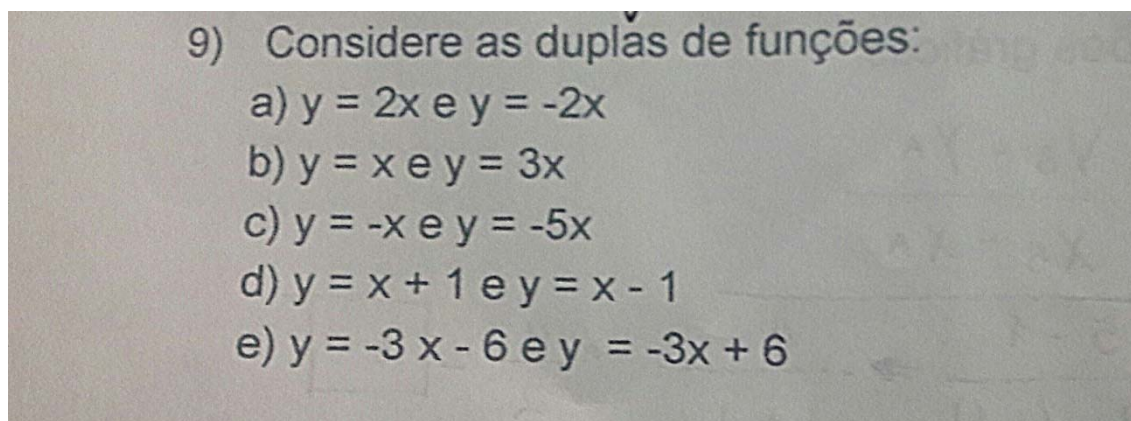 9) Considere as duplas de funções:
a) y = 2x e y = -2x
b) y = x e y = 3x
c) y = -x e y = -5x
d) y = x + 1 e y = x - 1
e) y = -3 x - 6 e y = -3x + 6